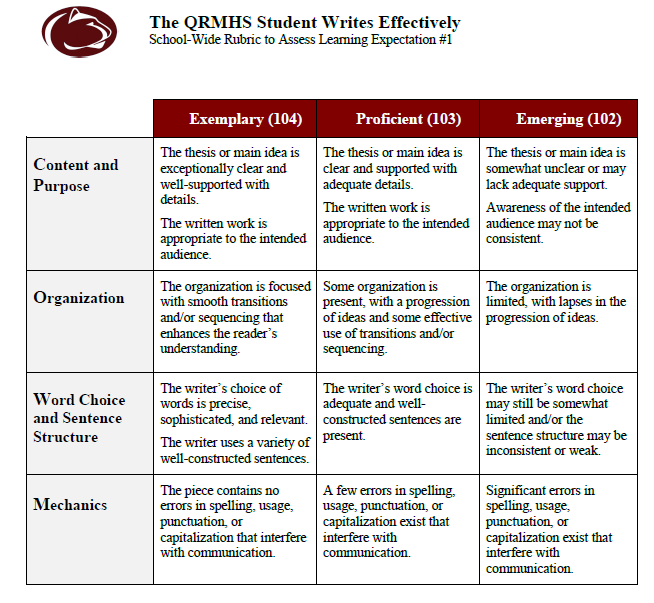 The QRMHS Student Writes Effectively
School-Wide Rubric to Assess Learning Expectation #1
Exemplary (104)
Proficient (103)
Emerging (102)
Content and
Purpose
The thesis or main idea is
exceptionally clear and
well-supported with
details.
The written work is
appropriate to the intended
audience.
The thesis or main idea is
clear and supported with
adequate details.
The written work is
appropriate to the intended
audience.
The thesis or main idea is
somewhat unclear or may
lack adequate support.
Awareness of the intended
audience may not be
consistent.
Organization
The organization is focused
with smooth transitions
and/or sequencing that
enhances the reader's
understanding.
Some organization is
present, with a progression
of ideas and some effective
use of transitions and/or
sequencing.
The organization is
limited, with lapses in the
progression of ideas.
Word Choice
and Sentence
Structure
The writer's choice of
words is precise,
sophisticated, and relevant.
The writer uses a variety of
well-constructed sentences.
The writer's word choice is
adequate and well-
constructed sentences are
present.
The writer's word choice
may still be somewhat
limited and/or the
sentence structure may be
inconsistent or weak.
Mechanics
The piece contains no
errors in spelling, usage,
punctuation, or
capitalization that interfere
with communication.
A few errors in spelling,
usage, punctuation, or
capitalization exist that
interfere with
communication.
Significant errors in
spelling, usage,
punctuation, or
capitalization exist that
interfere with
communication.